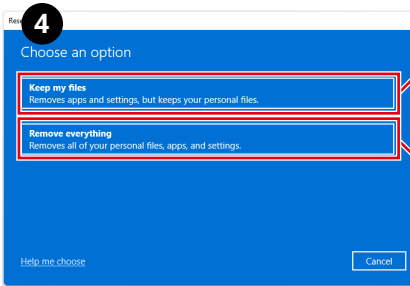 4
Choose an option
Keep my files
Removes apps and settings, but keeps your personal files.
Remove everything
Removes all of your personal files, apps, and settings.
Help me choose
Cancel